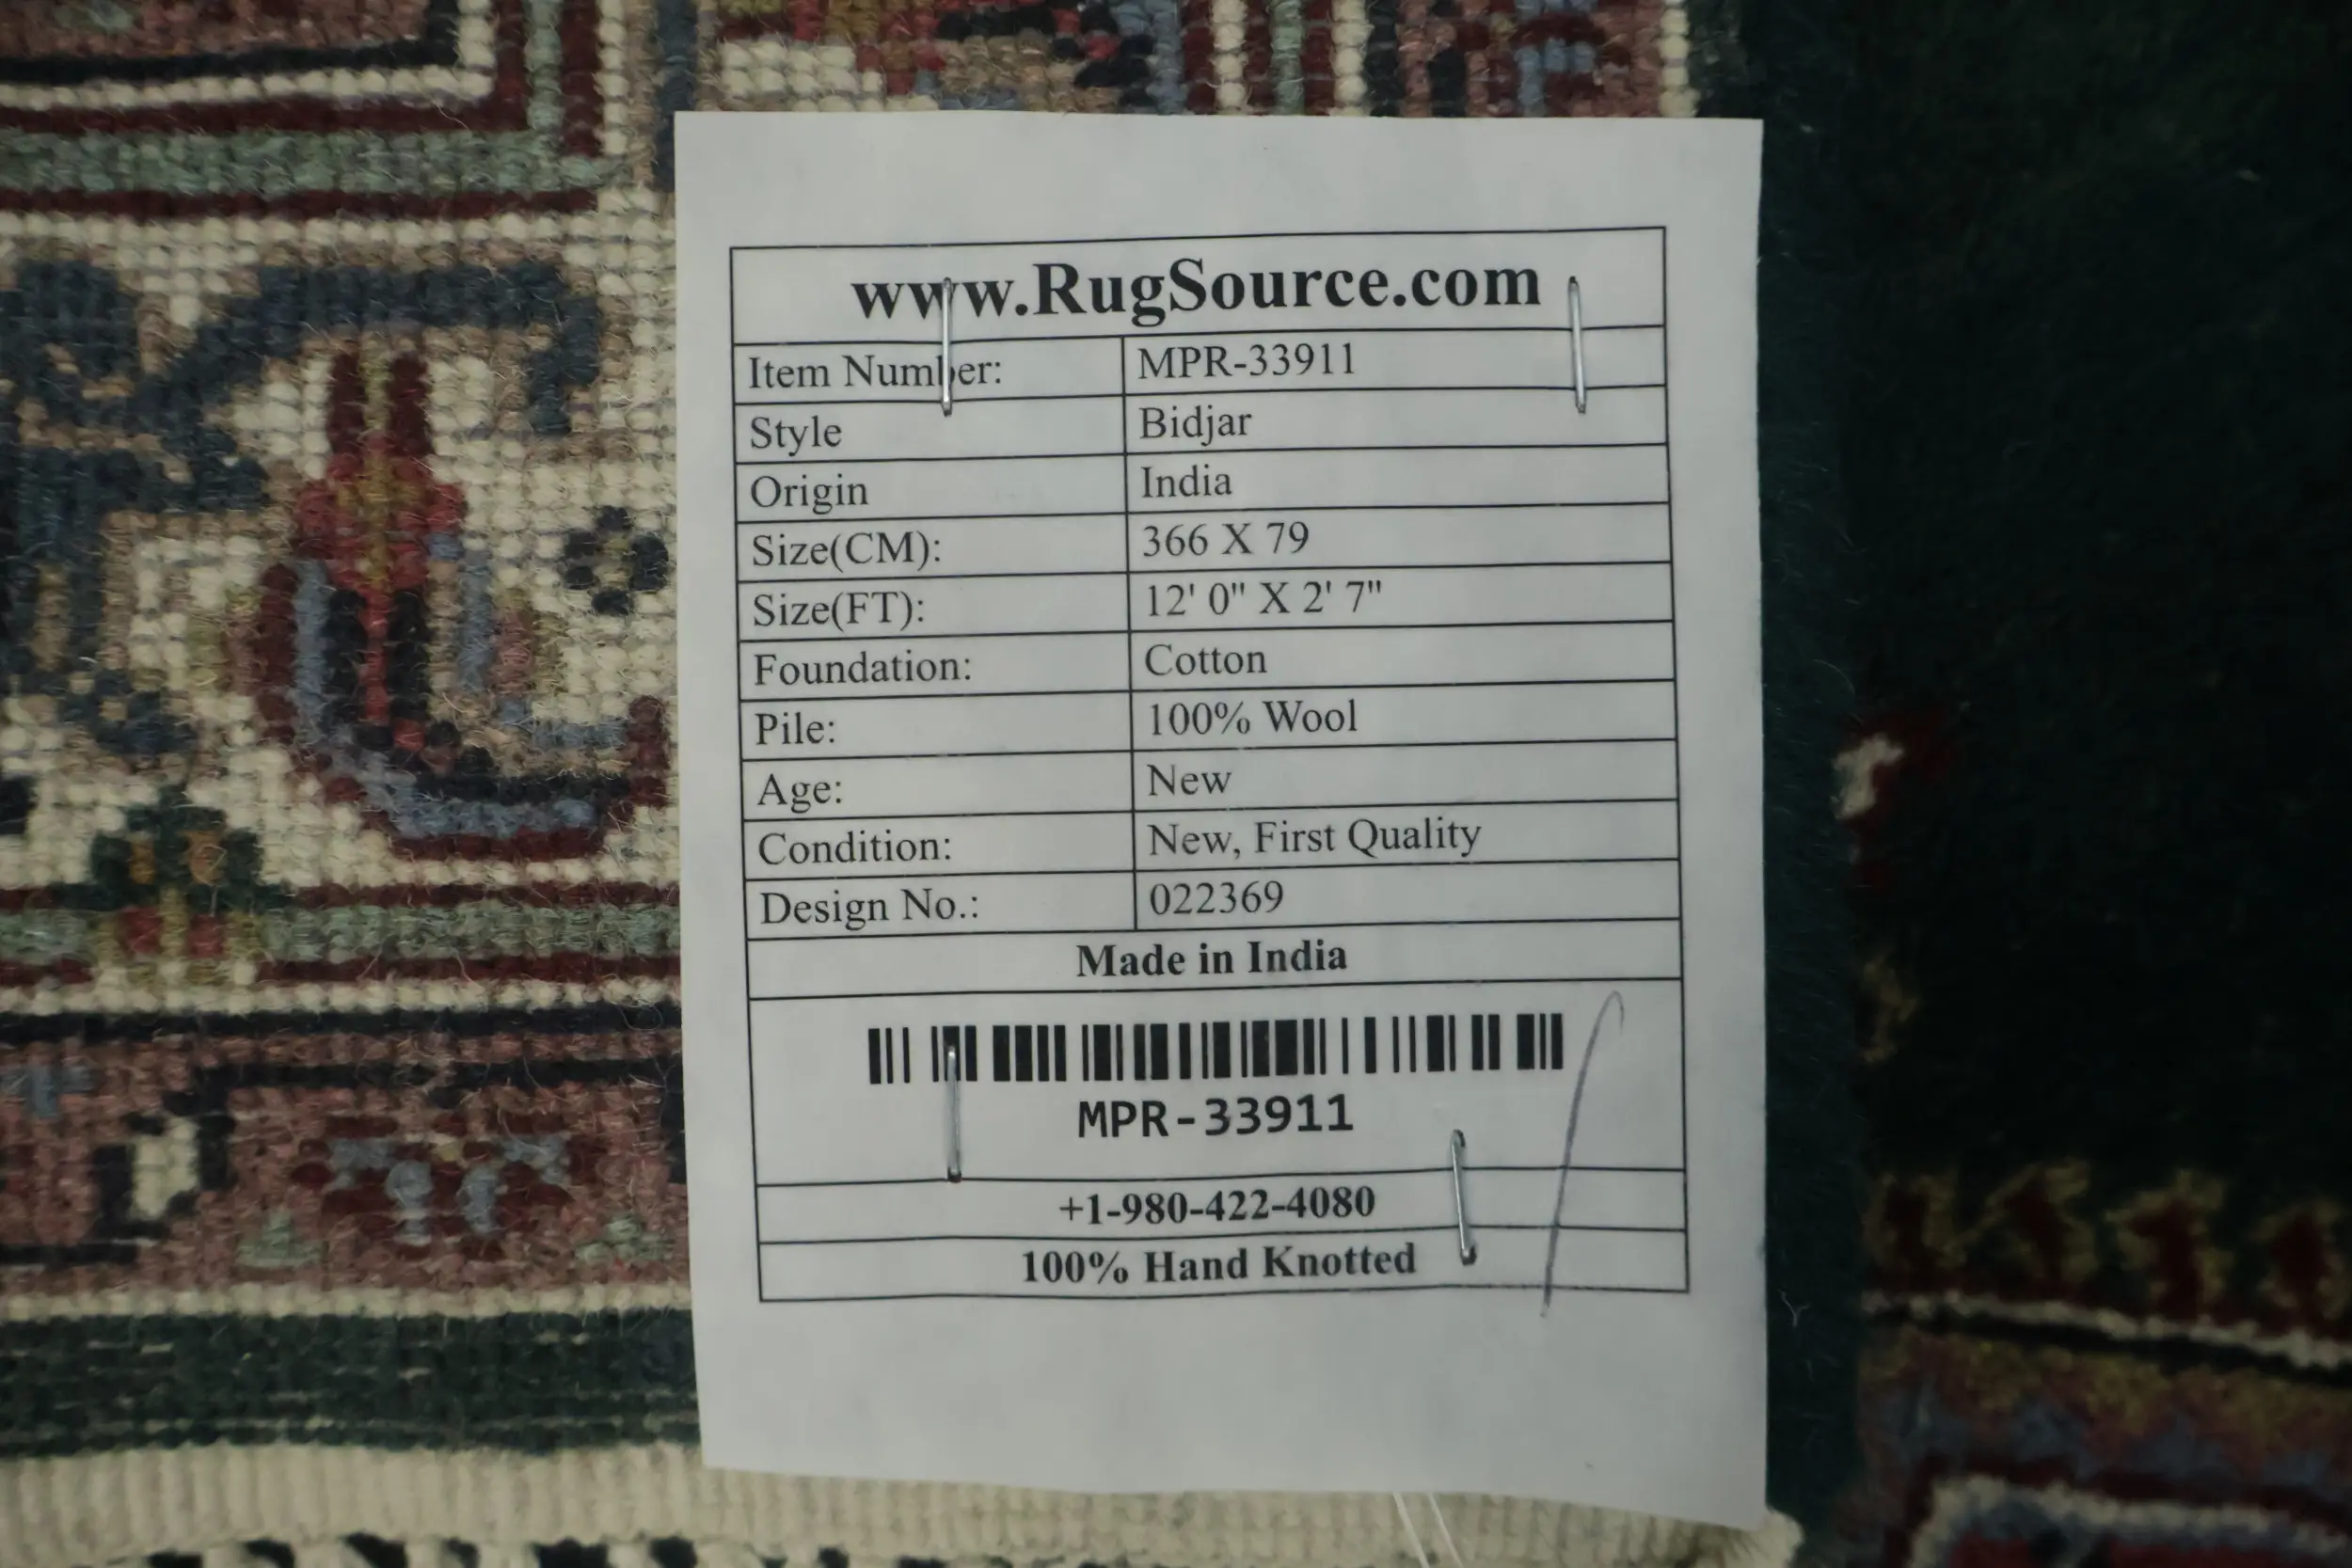 www.RugSource.com
Item Number: MPR-33911
Style Bidjar
Origin India
Size(CM): 366 X 79
Size(FT): 12' 0" X 2' 7"
Foundation: Cotton
Pile: 100% Wool
Age: New
Condition: New, First Quality
Design No.: 022369
Made in India
MPR-33911
+1-980-422-4080
100% Hand Knotted